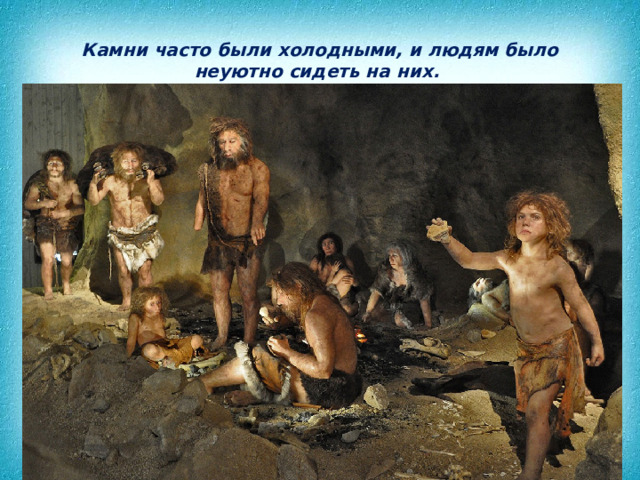 Камни часто были холодными, и людям было
неуютно сидеть на них.